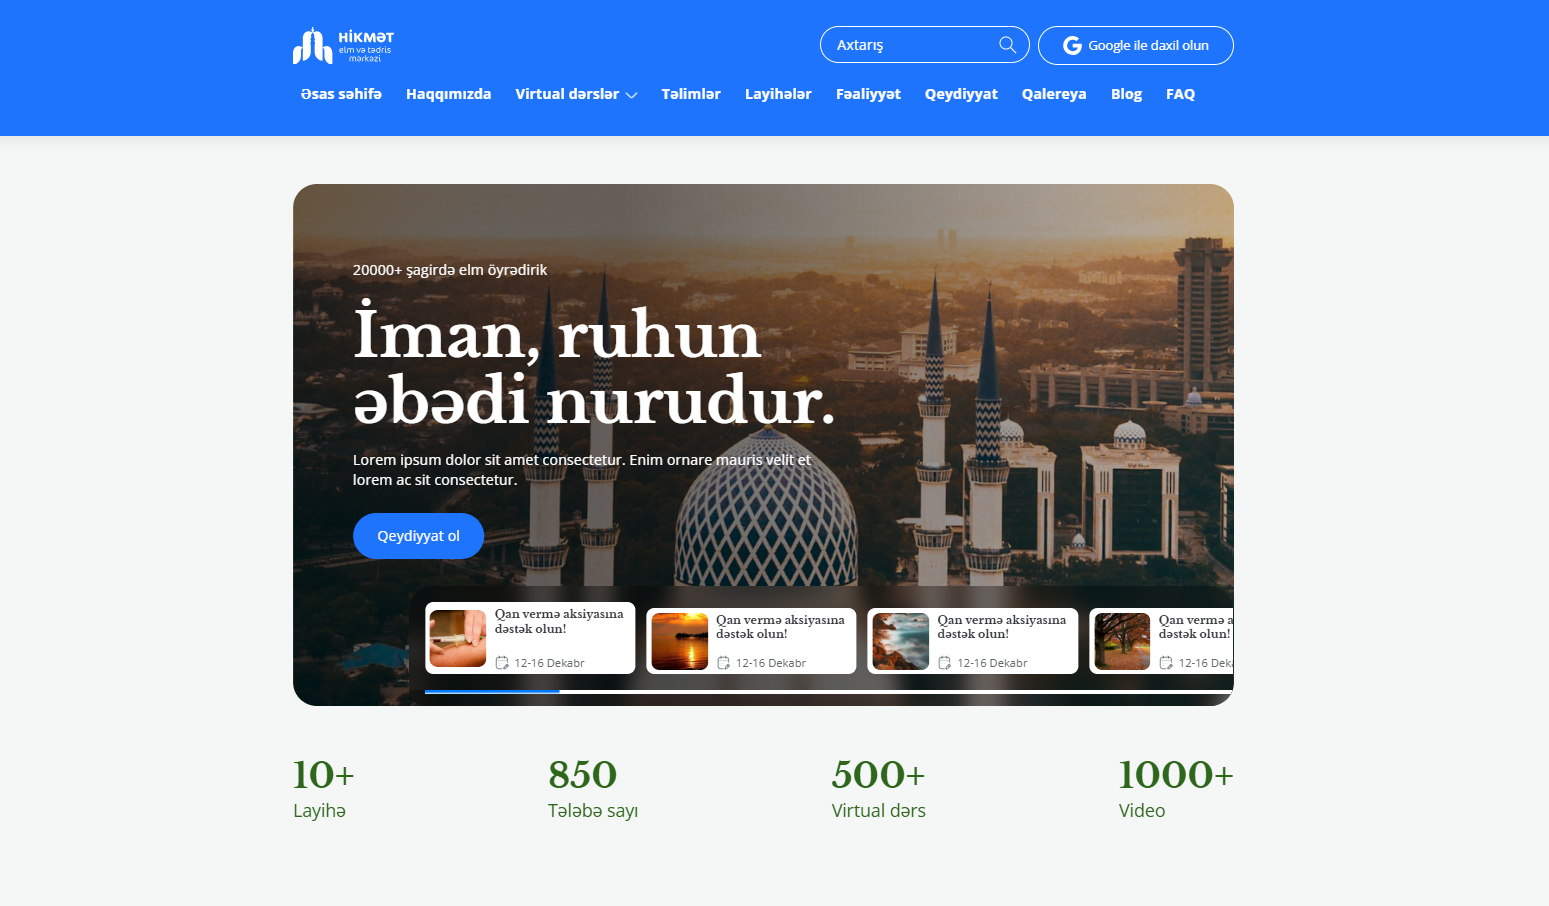 HİKMƏT
elm və tədris
mərkəzi
Axtarış
Google ile daxil olun
Əsas səhifə
Haqqımızda
Virtual dərslər
Təlimlər
Layihələr
Fəaliyyət
Qeydiyyat
Qalereya
Blog
FAQ
20000+ şagirdə elm öyrədirik
İman, ruhun
əbədi nurudur.
Lorem ipsum dolor sit amet consectetur. Enim ornare mauris velit et
lorem ac sit consectetur.
Qeydiyyat ol
Qan vermə aksiyasına
dəstək olun!
12-16 Dekabr
Qan vermə aksiyasına
dəstək olun!
12-16 Dekabr
Qan vermə aksiyasına
dəstək olun!
12-16 Dekabr
Qan vermə a
dəstək olun!
12-16 Deka
10+
Layihə
850
Tələbə sayı
500+
Virtual dərs
1000+
Video